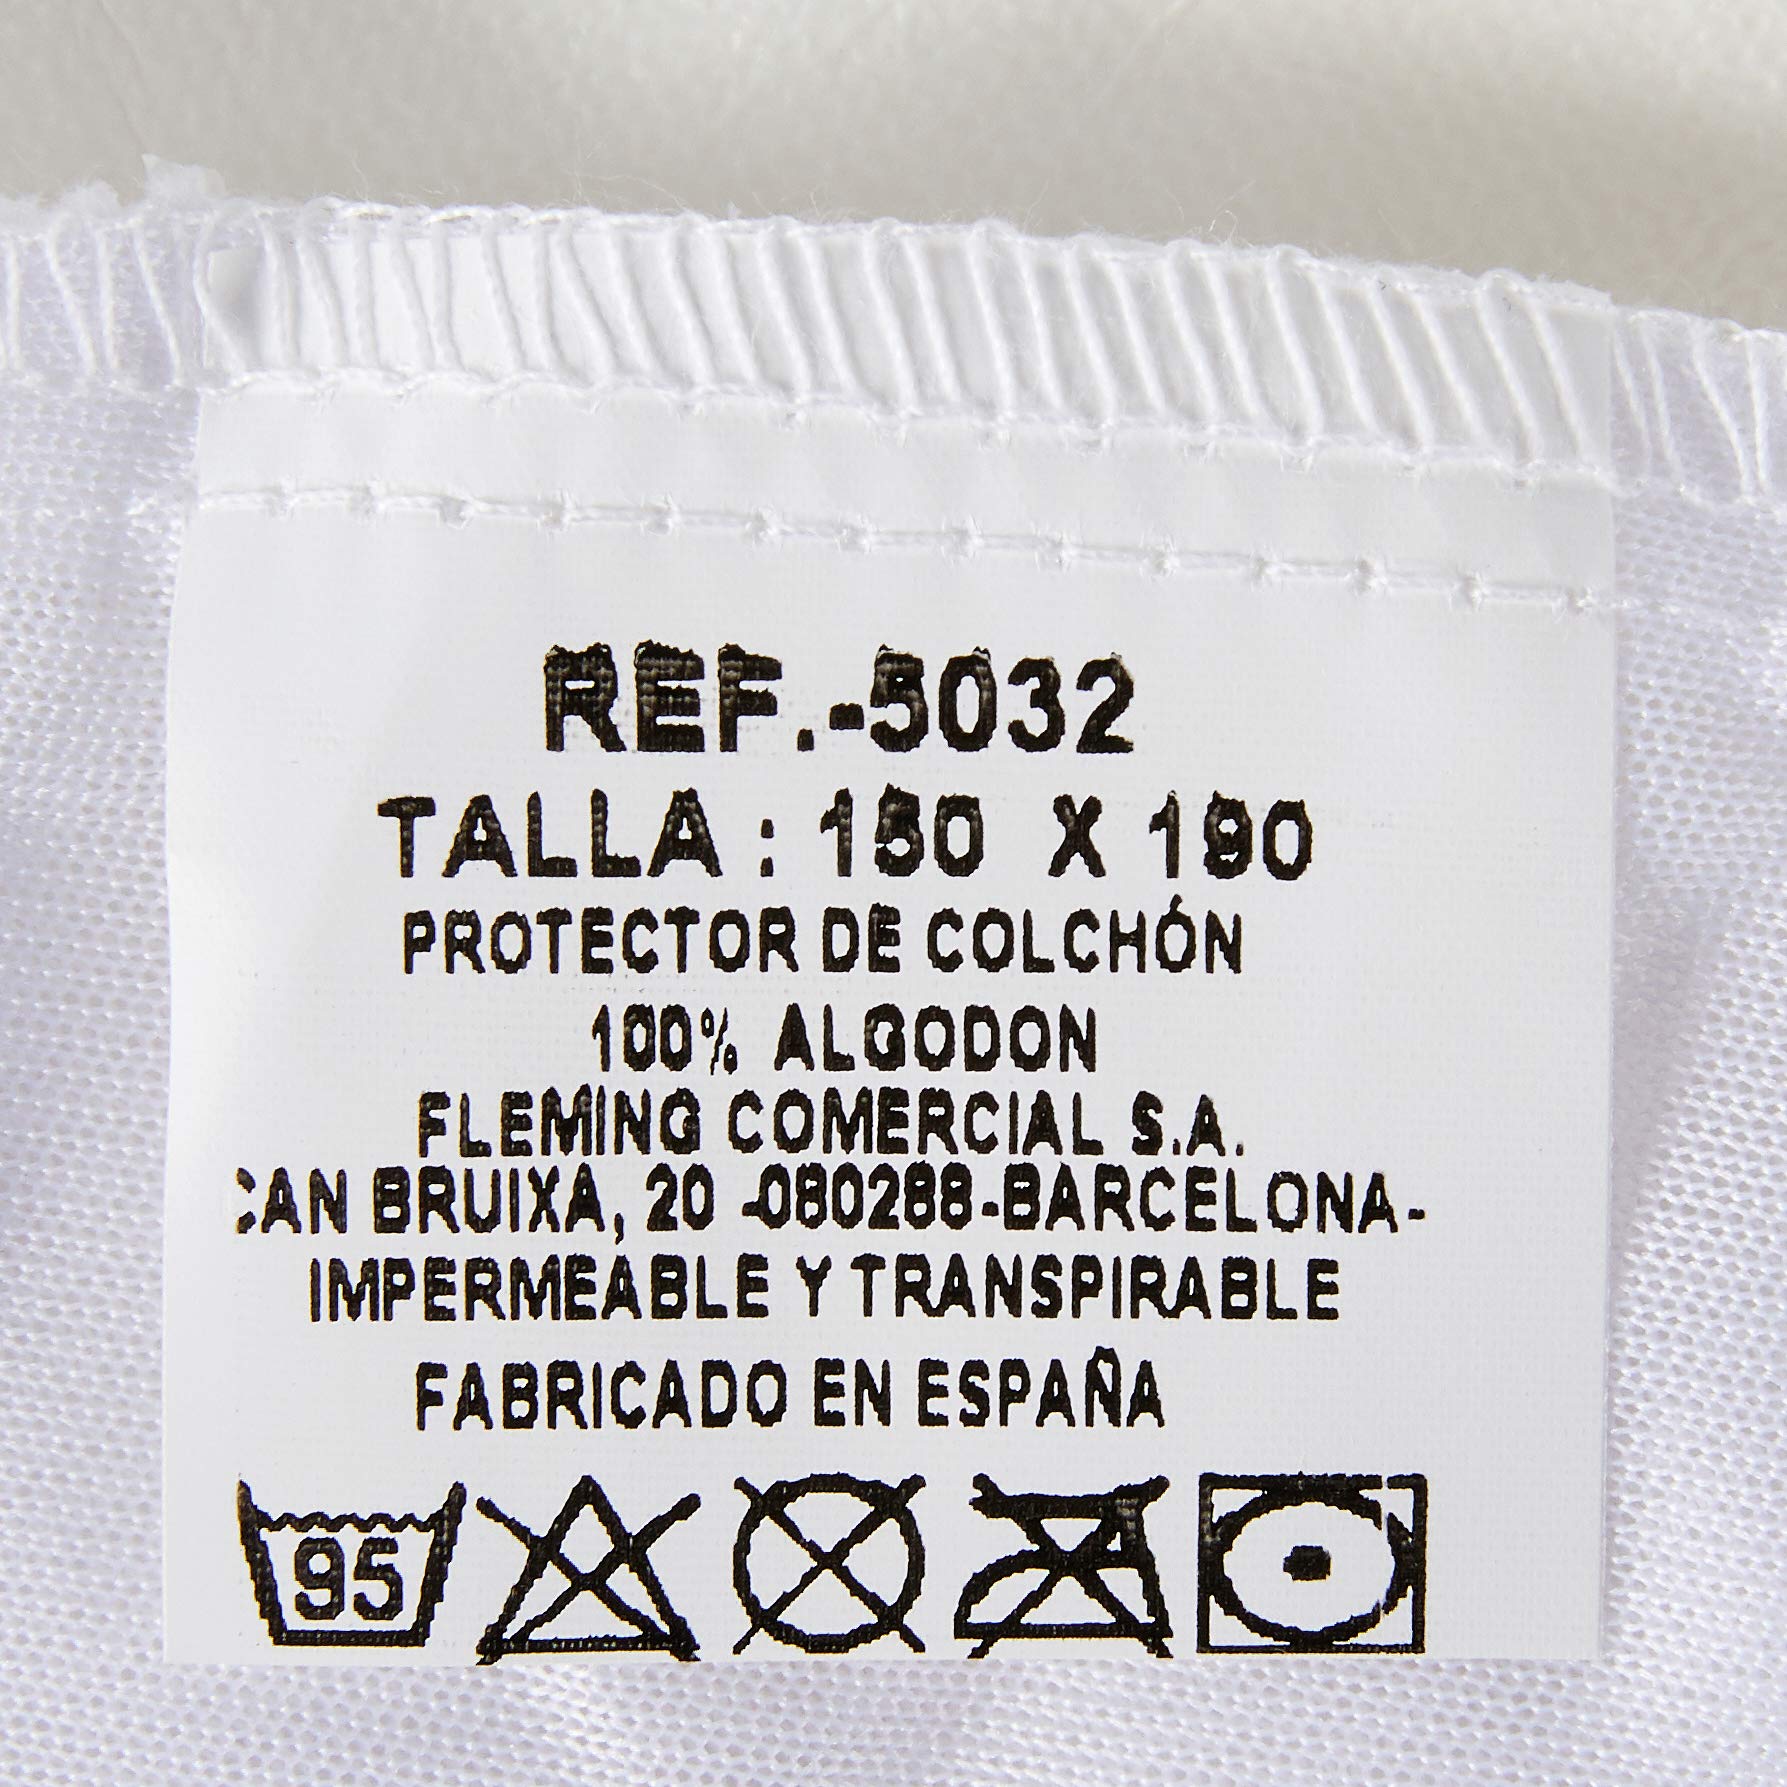 REF.-5032
TALLA : 150 X 190
PROTECTOR DE COLCHÓN
100% ALGODON
FLEMING COMERCIAL S.A.
CAN BRUIXA, 20 -080288-BARCELONA-
IMPERMEABLE Y TRANSPIRABLE
FABRICADO EN ESPAÑA
95